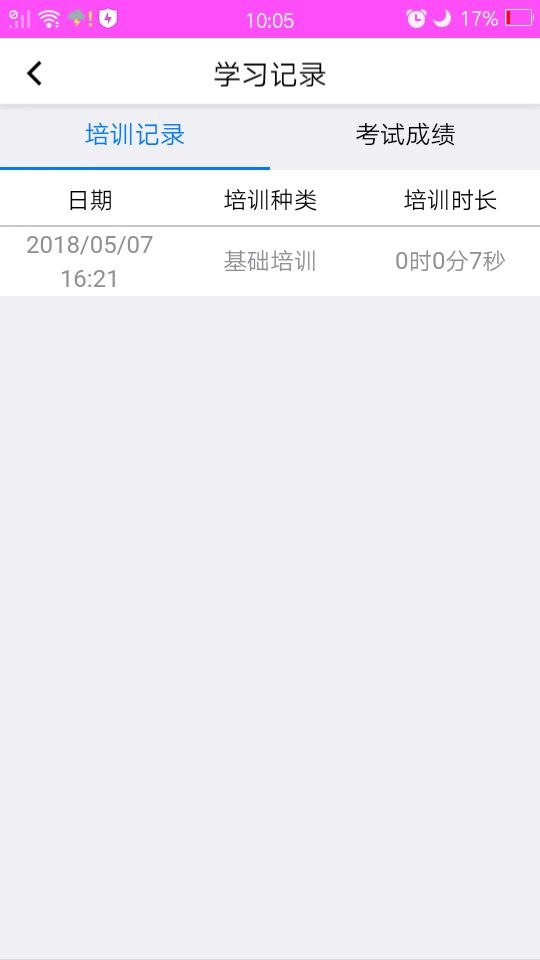 10:05
17%
学习记录
培训记录 考试成绩
日期 培训种类 培训时长
2018/05/07
16:21
基础培训 0时0分7秒